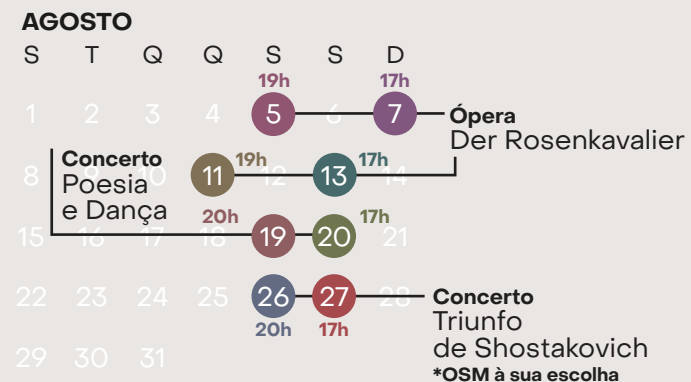 AGOSTO
S T Q Q S S D
19h 17h
1 2 3 4 5 6 7
Ópera
Der Rosenkavalier
19h 17h
8 9 10 11 12 13 14
Concerto
Poesia
e Dança
20h 17h
15 16 17 18 19 20 21
22 23 24 25 26 27 28
20h 17h
Concerto
Triunfo
de Shostakovich
*OSM à sua escolha
29 30 31